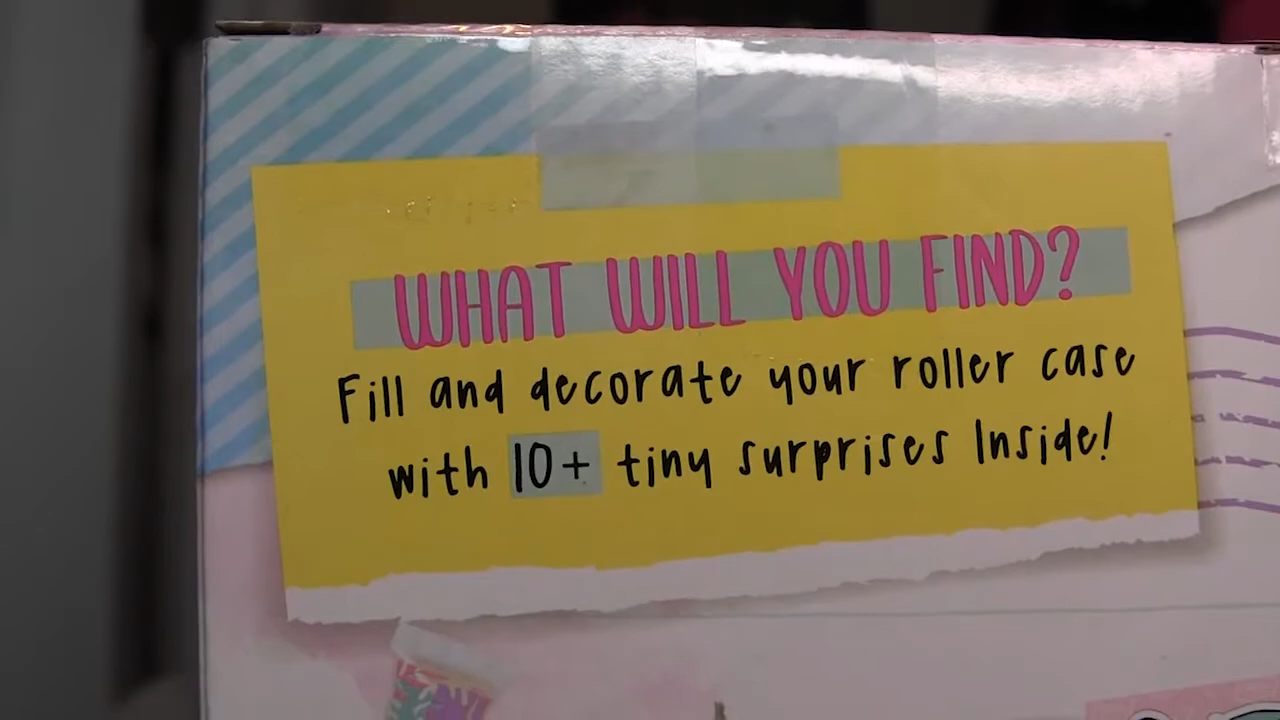 WHAT WILL YOU FIND?
Fill and decorate your roller case
with 10+ tiny surprises Inside!